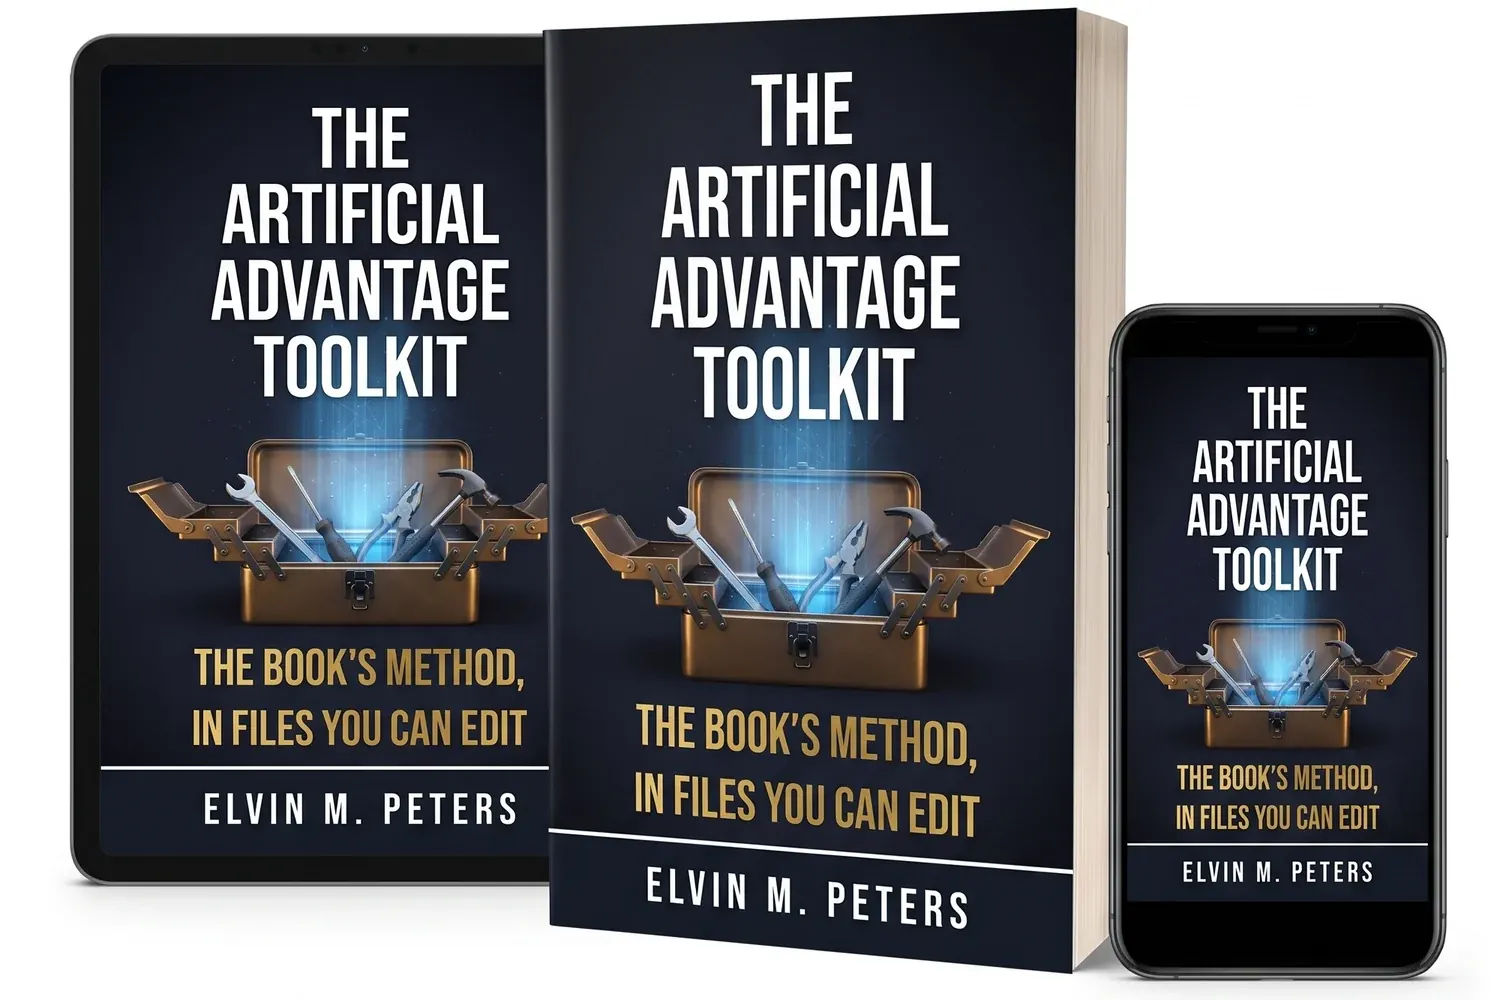 THE
ARTIFICIAL
ADVANTAGE
TOOLKIT
THE BOOK'S METHOD,
IN FILES YOU CAN EDIT
ELVIN M. PETERS
THE
ARTIFICIAL
ADVANTAGE
TOOLKIT
THE BOOK'S METHOD,
IN FILES YOU CAN EDIT
ELVIN M. PETERS
THE
ARTIFICIAL
ADVANTAGE
TOOLKIT
THE BOOK'S METHOD,
IN FILES YOU CAN EDIT
ELVIN M. PETERS